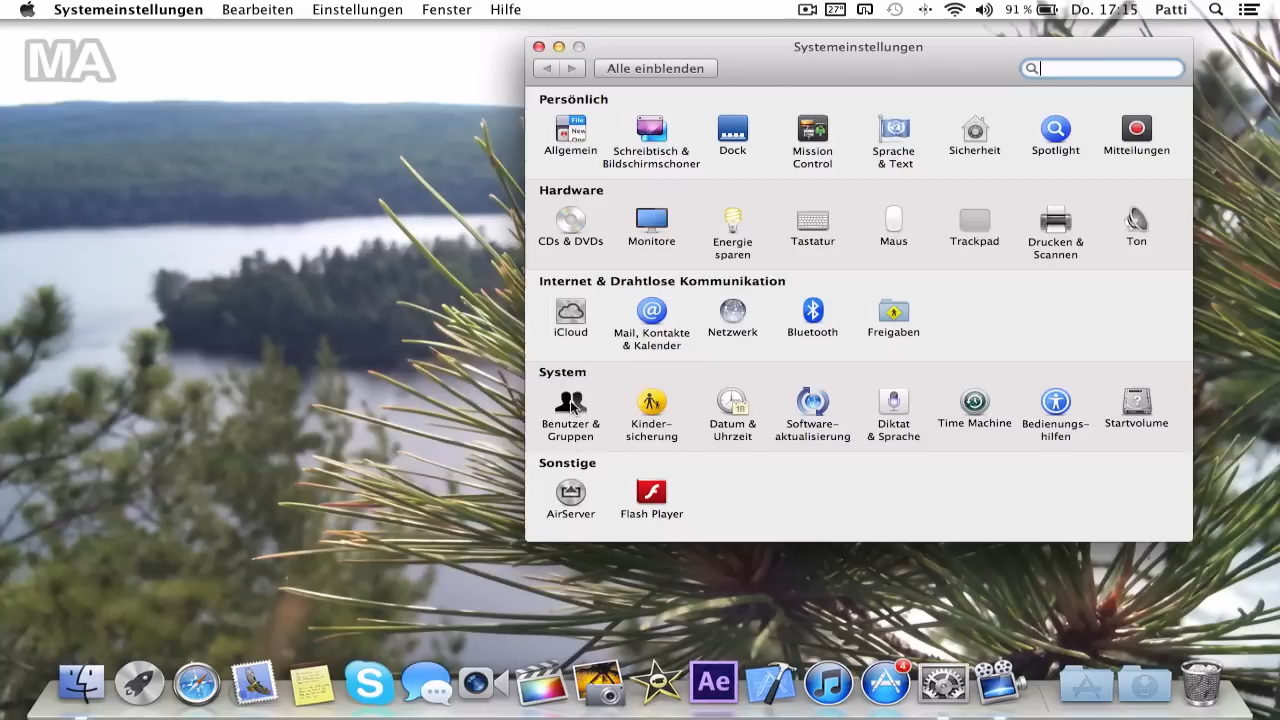 Systemeinstellungen Bearbeiten Einstellungen Fenster Hilfe 27° 91 % Do. 17:15 Patti
MA
Systemeinstellungen
Alle einblenden
Persönlich
Allgemein
Schreibtisch &
Bildschirmschoner
Dock
Mission
Control
Sprache
& Text
Sicherheit
Spotlight
Mitteilungen
Hardware
CDs & DVDs
Monitore
Energie
sparen
Tastatur
Maus
Trackpad
Drucken &
Scannen
Ton
Internet & Drahtlose Kommunikation
iCloud
Mail, Kontakte
& Kalender
Netzwerk
Bluetooth
Freigaben
System
Benutzer &
Gruppen
Kinder-
sicherung
Datum &
Uhrzeit
Software-
aktualisierung
Diktat
& Sprache
Time Machine
Bedienungs-
hilfen
Startvolume
Sonstige
AirServer
Flash Player
Ae
4